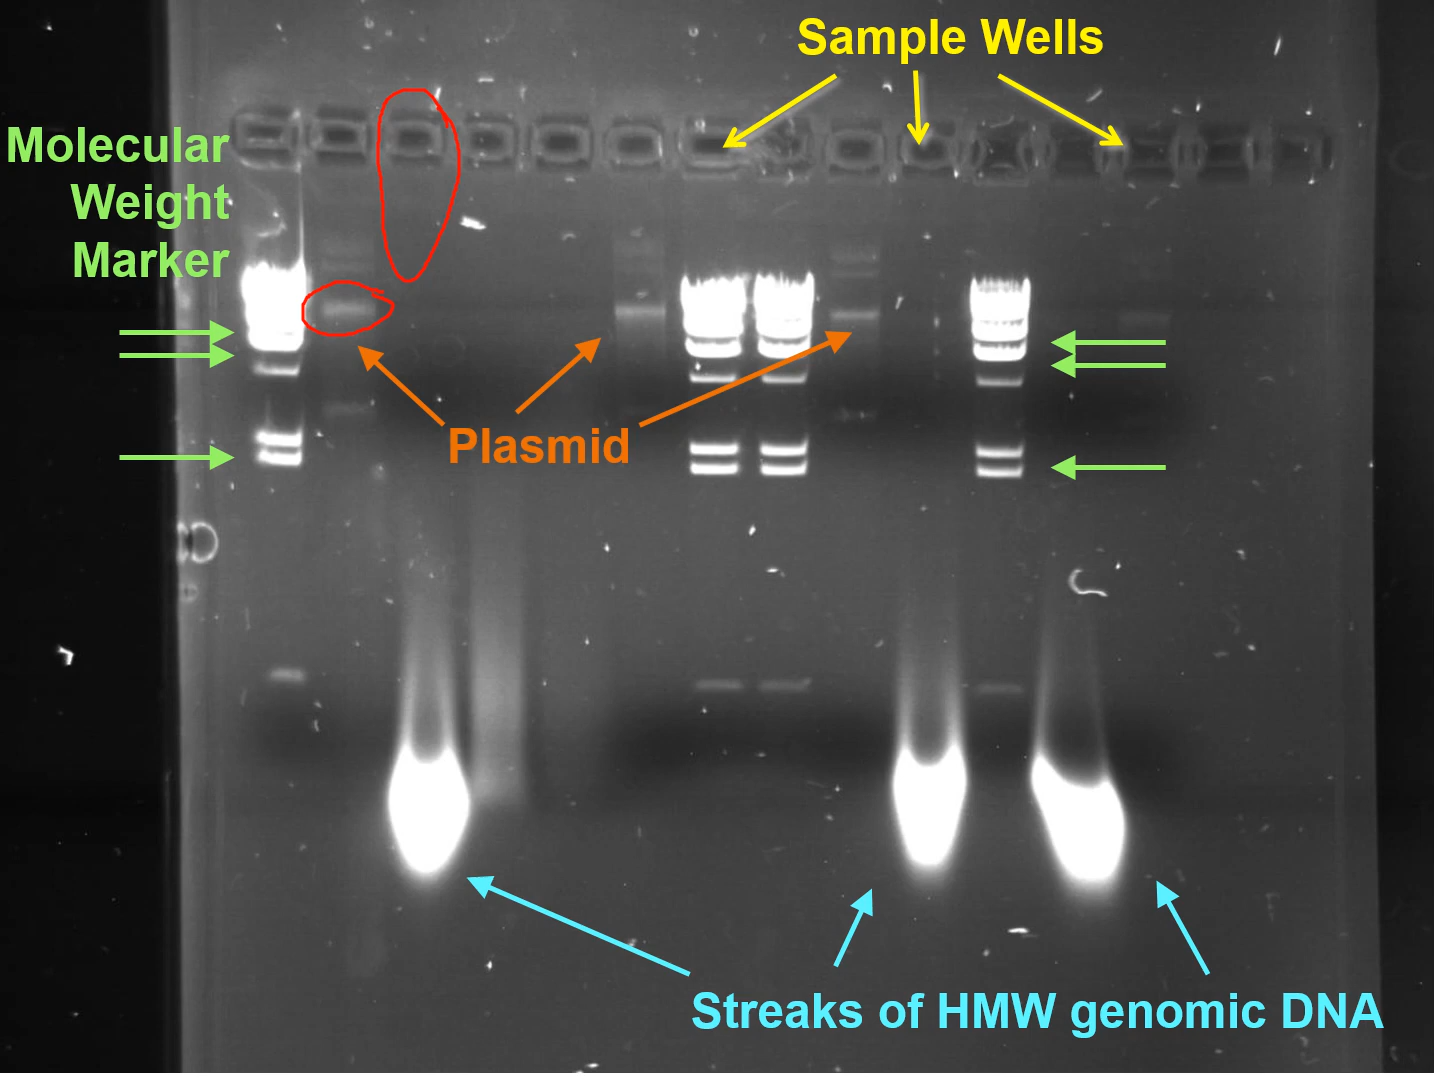 Sample Wells
Molecular
Weight
Marker
Plasmid
Streaks of HMW genomic DNA